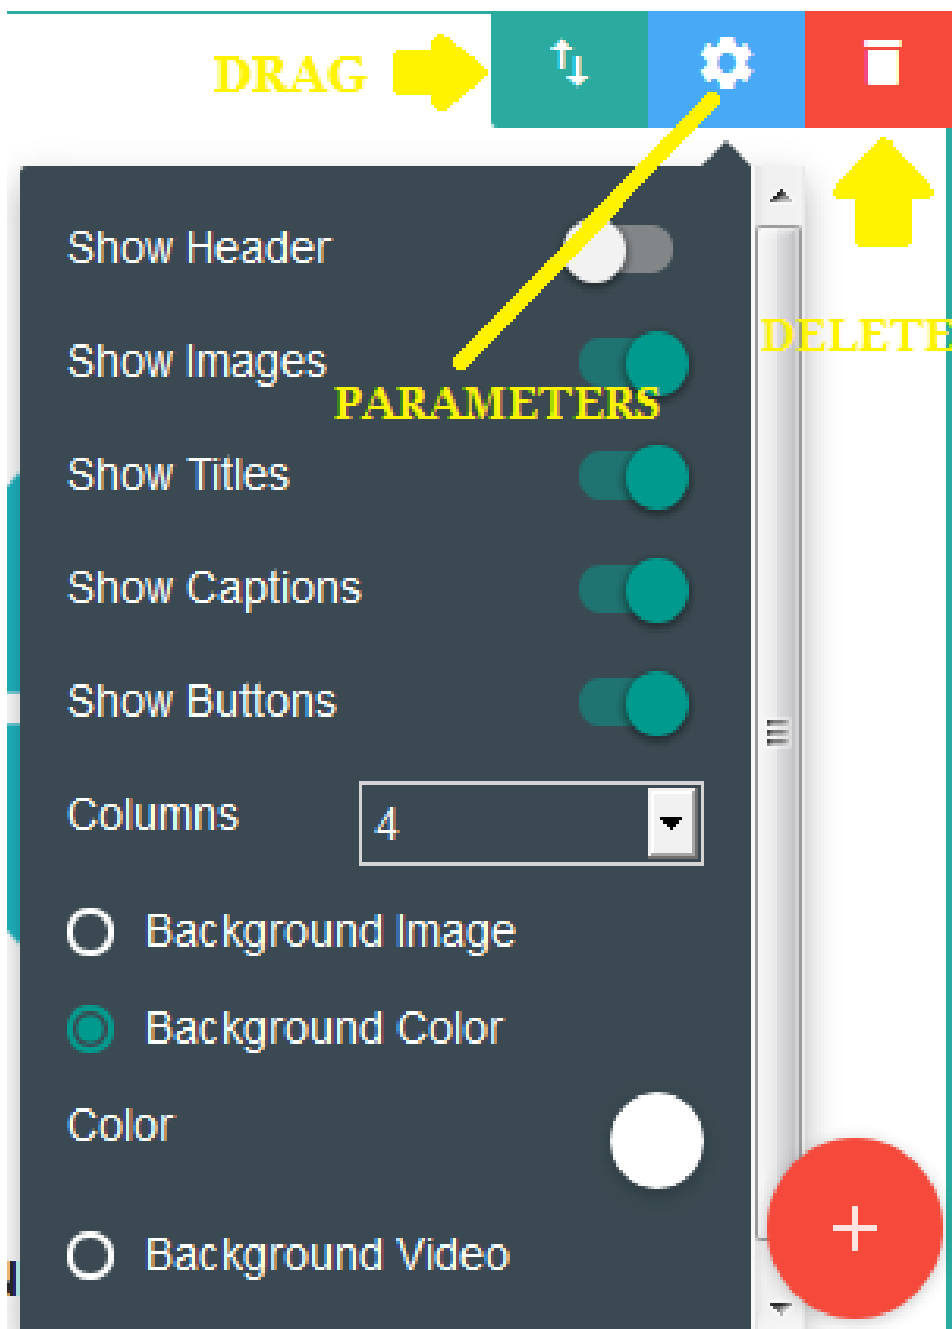 DRAG
Show Header
DELETE
Show Images
PARAMETERS
Show Titles
Show Captions
Show Buttons
Columns 4
Background Image
Background Color
Color
Background Video